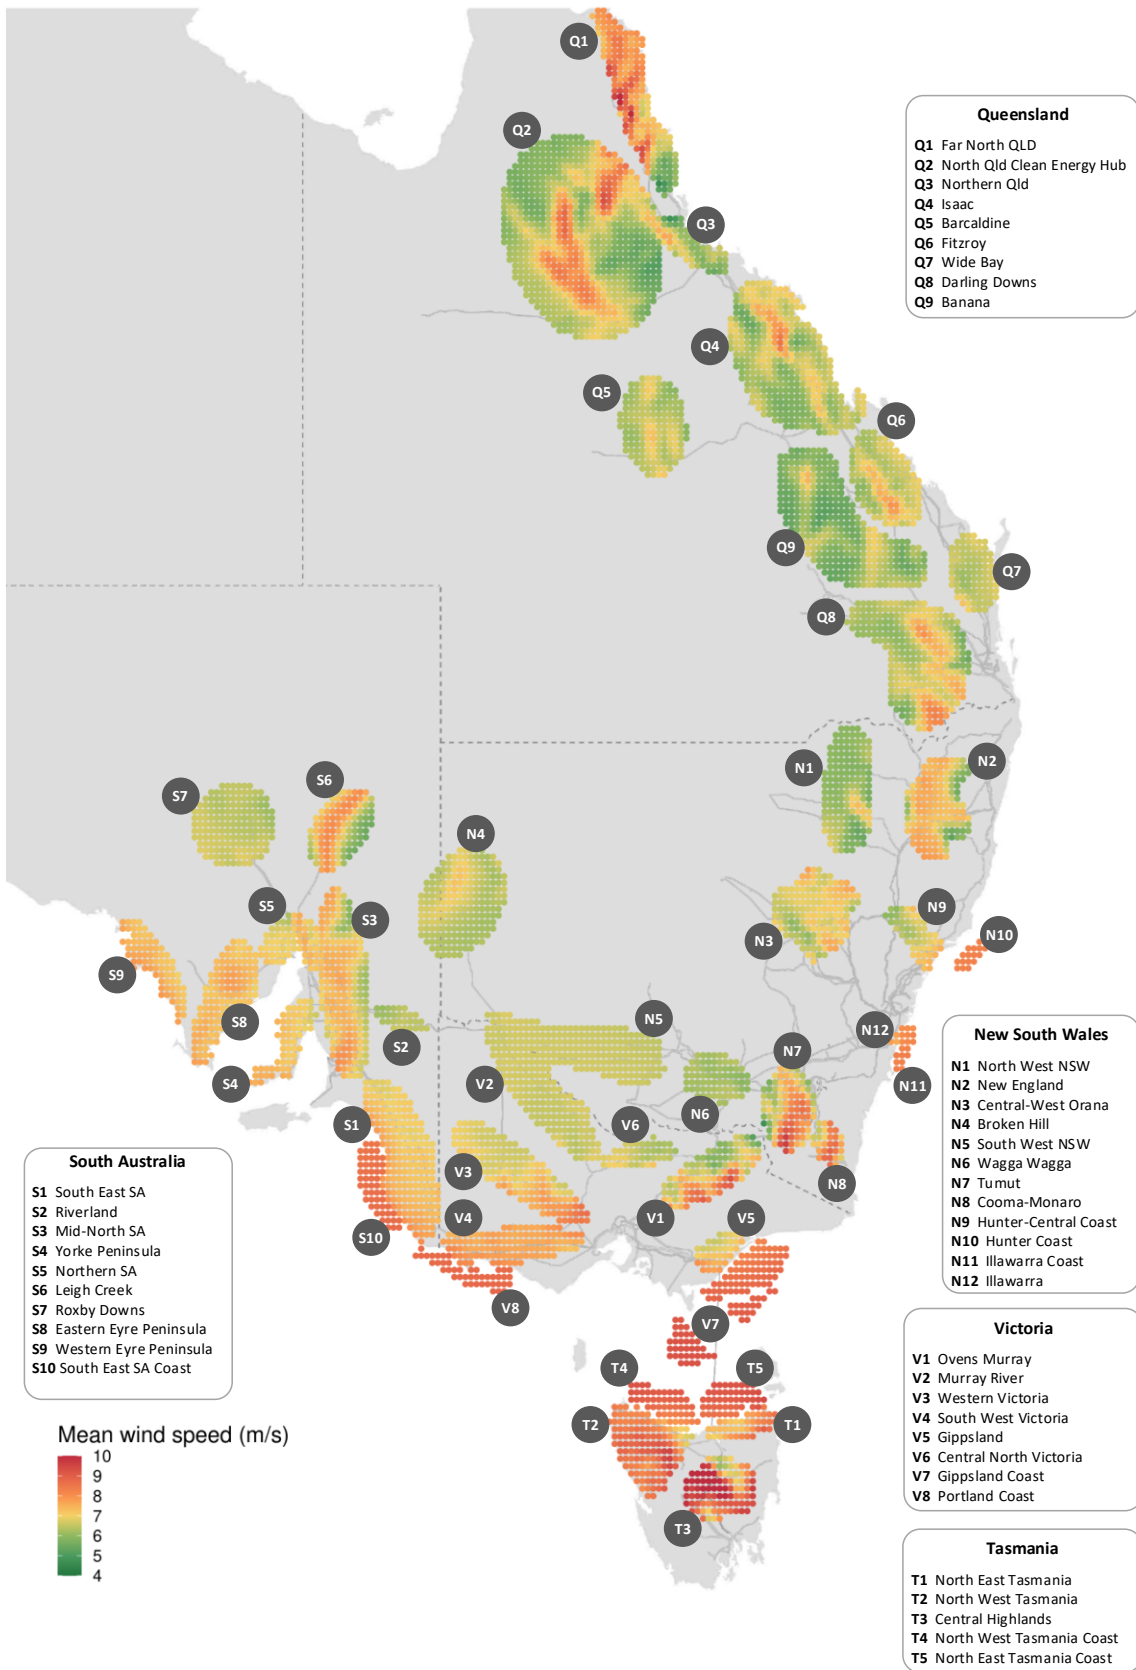 Q1
Q2
Q3
Q4
Q5
Q6
Q9
Q7
Q8
N1
N2
S6
S7
N4
S5
S3
N9
N3
N10
S9
S8
N5
N12
S2
N7
S4
V2
N11
N6
S1
V6
V3
N8
V4
V1
V5
S10
V8
V7
T4
T5
T2
T1
T3
Queensland
Q1 Far North QLD
Q2 North Qld Clean Energy Hub
Q3 Northern Qld
Q4 Isaac
Q5 Barcaldine
Q6 Fitzroy
Q7 Wide Bay
Q8 Darling Downs
Q9 Banana
New South Wales
N1 North West NSW
N2 New England
N3 Central-West Orana
N4 Broken Hill
N5 South West NSW
N6 Wagga Wagga
N7 Tumut
N8 Cooma-Monaro
N9 Hunter-Central Coast
N10 Hunter Coast
N11 Illawarra Coast
N12 Illawarra
South Australia
S1 South East SA
S2 Riverland
S3 Mid-North SA
S4 Yorke Peninsula
S5 Northern SA
S6 Leigh Creek
S7 Roxby Downs
S8 Eastern Eyre Peninsula
S9 Western Eyre Peninsula
S10 South East SA Coast
Victoria
V1 Ovens Murray
V2 Murray River
V3 Western Victoria
V4 South West Victoria
V5 Gippsland
V6 Central North Victoria
V7 Gippsland Coast
V8 Portland Coast
Tasmania
T1 North East Tasmania
T2 North West Tasmania
T3 Central Highlands
T4 North West Tasmania Coast
T5 North East Tasmania Coast
Mean wind speed (m/s)
10
9
8
7
6
5
4